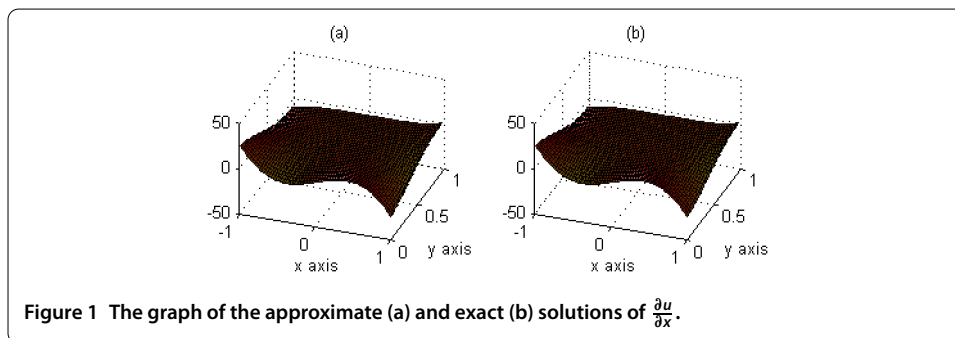 (a)
(b)
50
0
-50
-1
0
1
x axis
0
0.5
1
y axis
50
0
-50
-1
0
1
x axis
0
0.5
1
y axis
Figure 1 The graph of the approximate (a) and exact (b) solutions of ∂u/∂x.